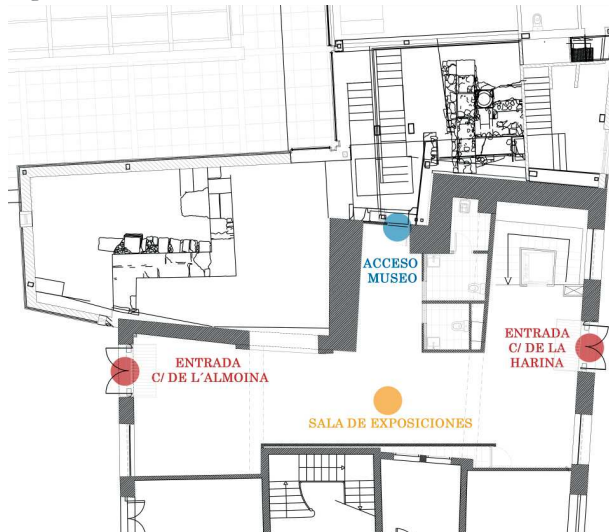 ACCESO
MUSEO
ENTRADA
C/ DE L´ALMOINA
ENTRADA
C/ DE LA
HARINA
SALA DE EXPOSICIONES